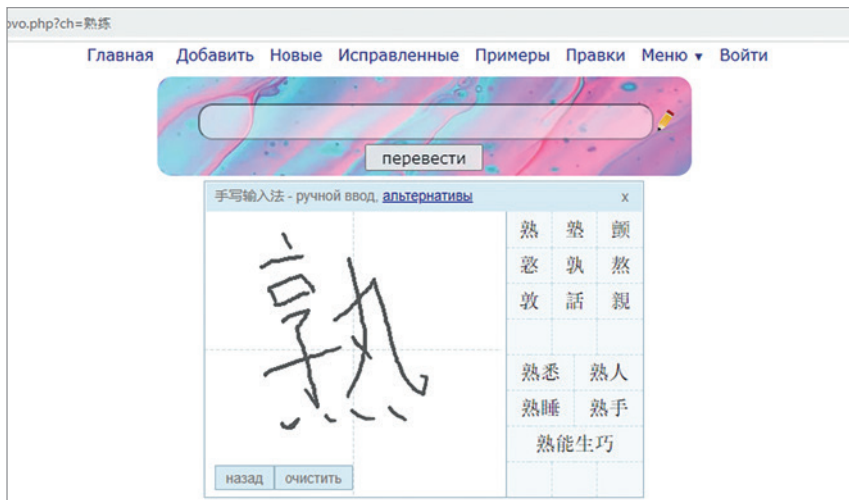 ovo.php?ch=熟练
Главная Добавить Новые Исправленные Примеры Правки Меню ▼ Войти
перевести
手写输入法 - ручной ввод, альтернативы x
熟
熟 塾 颤
憝 孰 熬
敦 話 親
熟悉 熟人
熟睡 熟手
熟能生巧
назад очистить